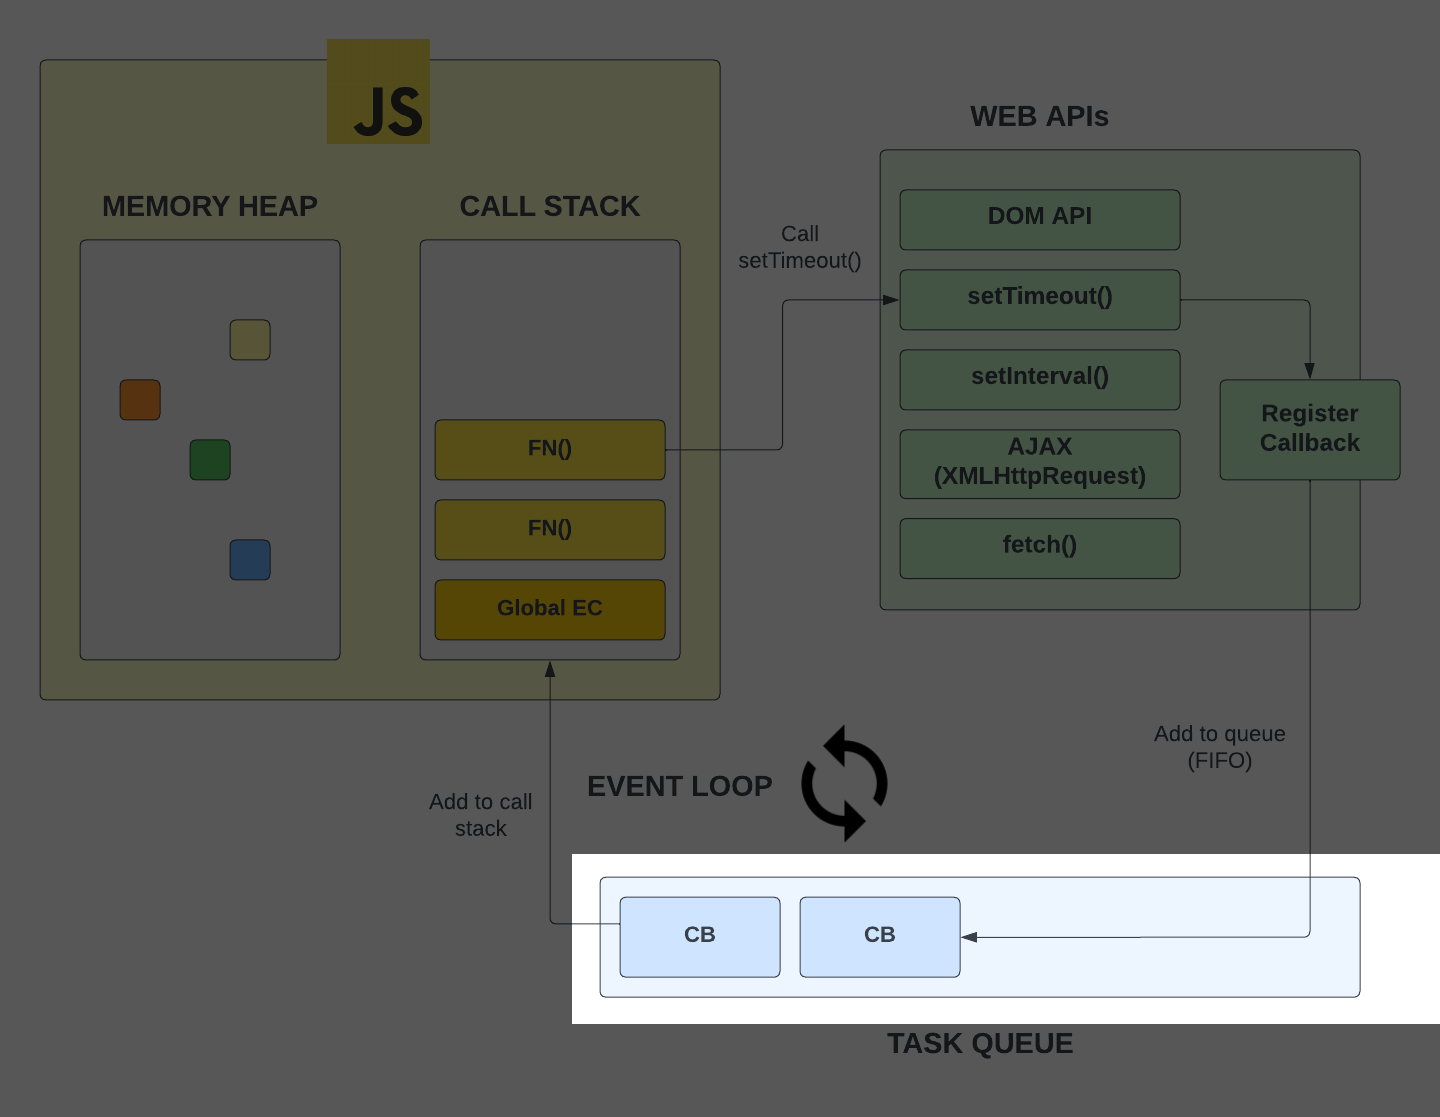 JS
WEB APIs
MEMORY HEAP
CALL STACK
DOM API
Call
setTimeout()
setTimeout()
setInterval()
Register
Callback
AJAX
(XMLHttpRequest)
fetch()
FN()
FN()
Global EC
Add to queue
(FIFO)
EVENT LOOP
Add to call
stack
CB
CB
TASK QUEUE